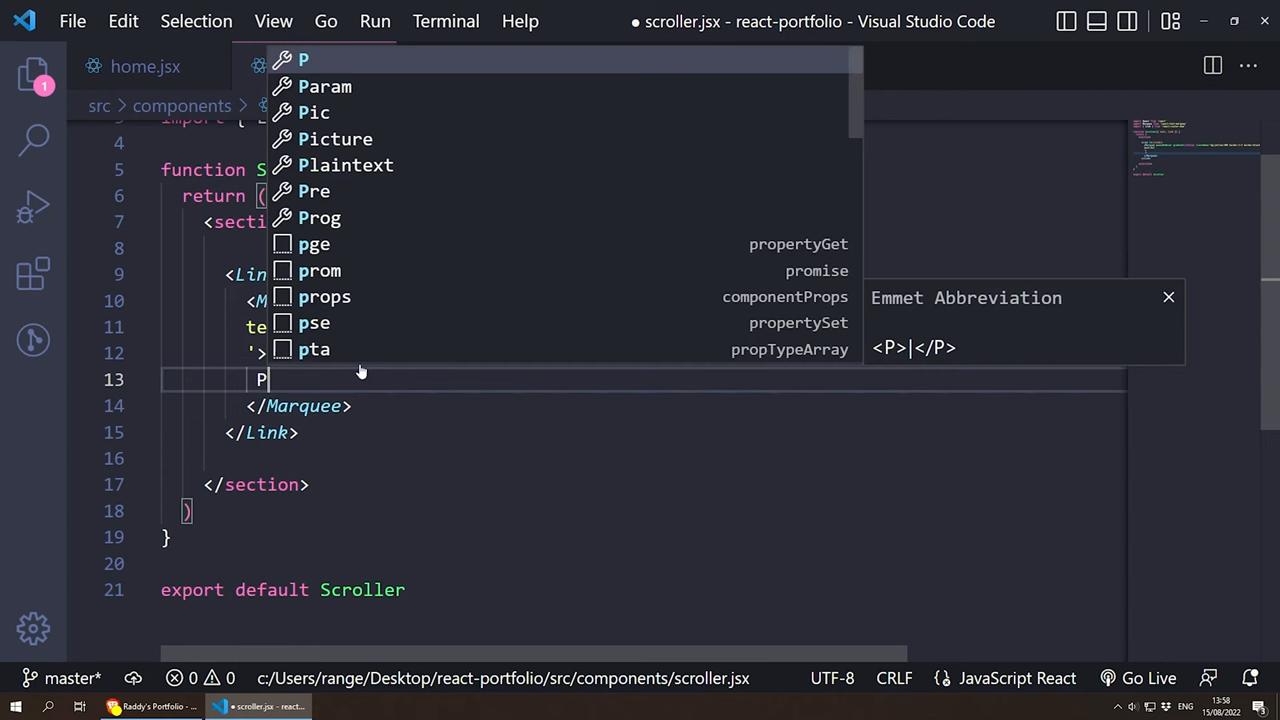 File Edit Selection View Go Run Terminal Help ● scroller.jsx - react-portfolio - Visual Studio Code
home.jsx
src > components >
4
5 function S
6 return (
7 <secti
8
9 <Lin
10 <M
11 te
12 '>
13 P
14 </Marquee>
15 </Link>
16
17 </section>
18 )
19 }
20
21 export default Scroller
P
Param
Pic
Picture
Plaintext
Pre
Prog
pge propertyGet
prom promise
props componentProps
pse propertySet
pta propTypeArray
Emmet Abbreviation
<P>|</P>
1
master* 0 0 c:/Users/range/Desktop/react-portfolio/src/components/scroller.jsx UTF-8 CRLF JavaScript React Go Live
Raddy's Portfolio - ... ● scroller.jsx - react... 13:58
15/08/2022
3